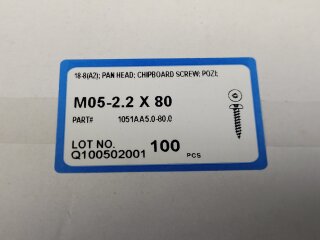 18-8(A2); PAN HEAD; CHIPBOARD SCREW; POZI;
M05-2.2 X 80
PART# 1051AA5.0-80.0
LOT NO. 100 PCS
Q100502001